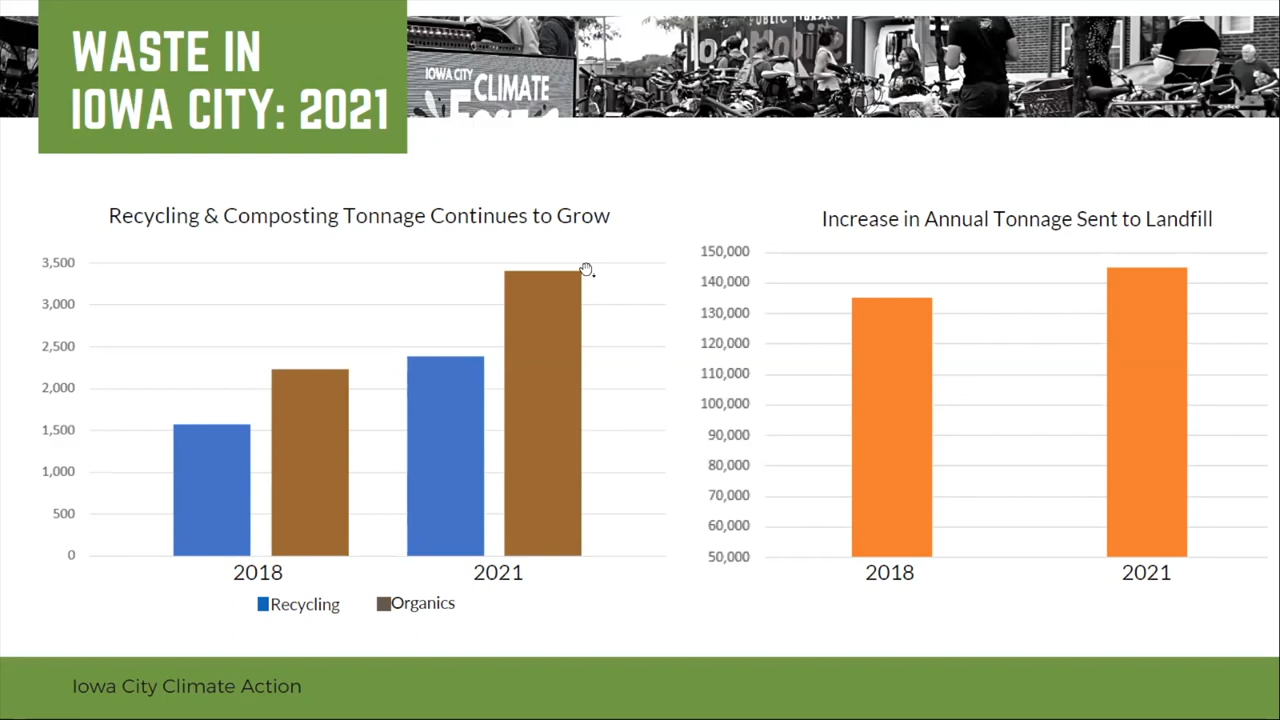 WASTE IN
IOWA CITY: 2021
PUBLIC LIBRARY
IOWA CITY
CLIMATE
Recycling & Composting Tonnage Continues to Grow
3,500
3,000
2,500
2,000
1,500
1,000
500
0
2018
2021
Recycling
Organics
Increase in Annual Tonnage Sent to Landfill
150,000
140,000
130,000
120,000
110,000
100,000
90,000
80,000
70,000
60,000
50,000
2018
2021
Iowa City Climate Action